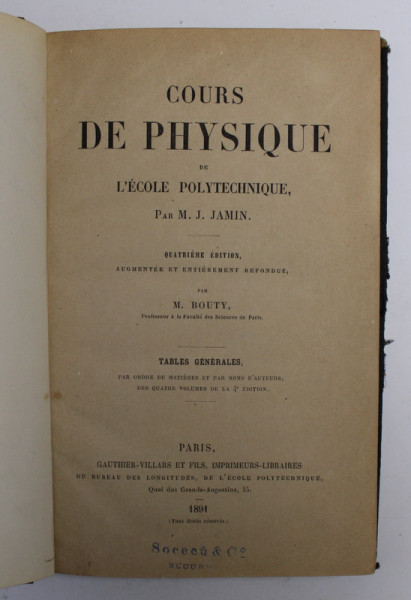 COURS
DE PHYSIQUE
DE
L'ÉCOLE POLYTECHNIQUE,
PAR M. J. JAMIN.
QUATRIÈME ÉDITION,
AUGMENTÉE ET ENTIÈREMENT REFONDUE,
PAR
M. BOUTY,
Professeur à la Faculté des Sciences de Paris.
TABLES GÉNÉRALES,
PAR ORDRE DE MATIÈRES ET PAR NOMS D'AUTEURS,
DES QUATRE VOLUMES DE LA 4e ÉDITION.
PARIS,
GAUTHIER-VILLARS ET FILS, IMPRIMEURS-LIBRAIRES
DU BUREAU DES LONGITUDES, DE L'ÉCOLE POLYTECHNIQUE,
Quai des Grands-Augustins, 55.
1891
(Tous droits réservés.)
Socecŭ & Co
BUCUR